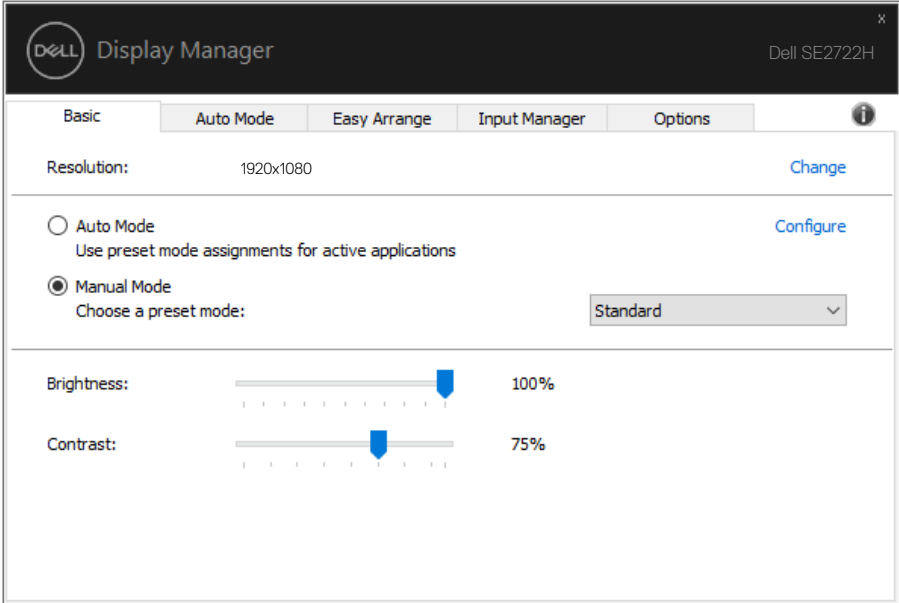 x
DELL Display Manager
Dell SE2722H
Basic Auto Mode Easy Arrange Input Manager Options i
Resolution: 1920x1080 Change
Auto Mode Configure
Use preset mode assignments for active applications
Manual Mode
Choose a preset mode: Standard
Brightness: 100%
Contrast: 75%